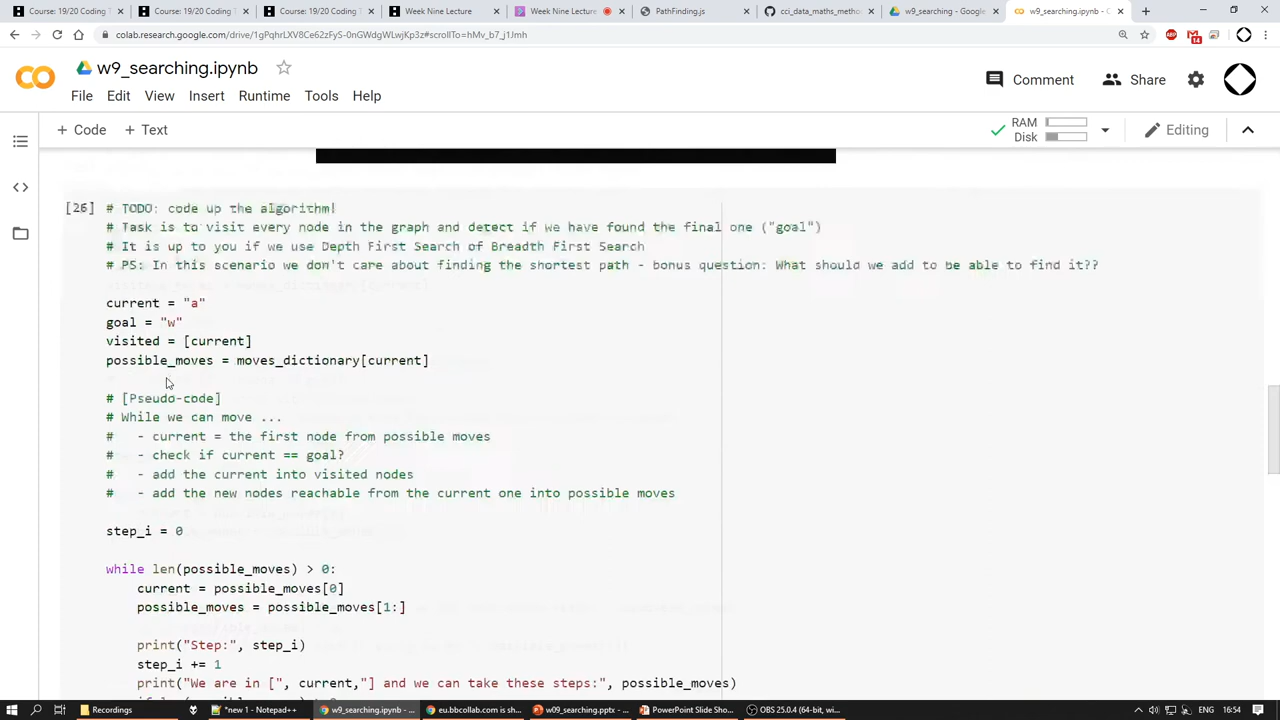 Course: 19/20 Coding T
Course: 19/20 Coding T
Course: 19/20 Coding T
Week Nine Lecture
Week Nine Lecture
PathFinding.js
cci_data_maths_metho
w9_searching - Google
w9_searching.ipynb - C
colab.research.google.com/drive/1gPqhrLXV8Ce62zFyS-0nGWdgWLwjKp3z#scrollTo=hMv_b7_j1Jmh
w9_searching.ipynb
Comment
Share
File Edit View Insert Runtime Tools Help
+ Code + Text
RAM
Disk
Editing
[26]
# TODO: code up the algorithm!
# Task is to visit every node in the graph and detect if we have found the final one ("goal")
# It is up to you if we use Depth First Search of Breadth First Search
# PS: In this scenario we don't care about finding the shortest path - bonus question: What should we add to be able to find it??
current = "a"
goal = "w"
visited = [current]
possible_moves = moves_dictionary[current]
# [Pseudo-code]
# While we can move ...
#   - current = the first node from possible moves
#   - check if current == goal?
#   - add the current into visited nodes
#   - add the new nodes reachable from the current one into possible moves
step_i = 0
while len(possible_moves) > 0:
current = possible_moves[0]
possible_moves = possible_moves[1:]
print("Step:", step_i)
step_i += 1
print("We are in [", current,"] and we can take these steps:", possible_moves)
Recordings
*new 1 - Notepad++
w9_searching.ipynb - ...
eu.bbcollab.com is sh...
w09_searching.pptx - ...
PowerPoint Slide Sho...
OBS 25.0.4 (64-bit, wi...
ENG
16:54